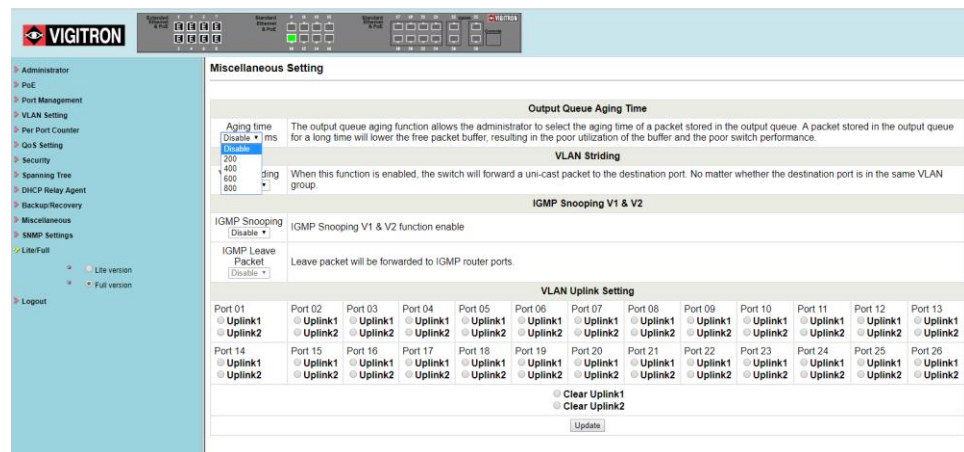 VIGITRON
Extended Ethernet & PoE
Standard Ethernet & PoE
Standard Ethernet & PoE
VIGITRON
Administrator
PoE
Port Management
VLAN Setting
Per Port Counter
QoS Setting
Security
Spanning Tree
DHCP Relay Agent
Backup/Recovery
Miscellaneous
SNMP Settings
Lite/Full
Lite version
Full version
Logout
Miscellaneous Setting
Output Queue Aging Time
Aging time
Disable ms
Disable
200
400
600
800
The output queue aging function allows the administrator to select the aging time of a packet stored in the output queue. A packet stored in the output queue
for a long time will lower the free packet buffer, resulting in the poor utilization of the buffer and the poor switch performance.
VLAN Striding
When this function is enabled, the switch will forward a uni-cast packet to the destination port. No matter whether the destination port is in the same VLAN
group.
IGMP Snooping V1 & V2
IGMP Snooping
Disable
IGMP Snooping V1 & V2 function enable
IGMP Leave
Packet
Disable
Leave packet will be forwarded to IGMP router ports.
VLAN Uplink Setting
Port 01 Port 02 Port 03 Port 04 Port 05 Port 06 Port 07 Port 08 Port 09 Port 10 Port 11 Port 12 Port 13
Uplink1 Uplink1 Uplink1 Uplink1 Uplink1 Uplink1 Uplink1 Uplink1 Uplink1 Uplink1 Uplink1 Uplink1 Uplink1
Uplink2 Uplink2 Uplink2 Uplink2 Uplink2 Uplink2 Uplink2 Uplink2 Uplink2 Uplink2 Uplink2 Uplink2 Uplink2
Port 14 Port 15 Port 16 Port 17 Port 18 Port 19 Port 20 Port 21 Port 22 Port 23 Port 24 Port 25 Port 26
Uplink1 Uplink1 Uplink1 Uplink1 Uplink1 Uplink1 Uplink1 Uplink1 Uplink1 Uplink1 Uplink1 Uplink1 Uplink1
Uplink2 Uplink2 Uplink2 Uplink2 Uplink2 Uplink2 Uplink2 Uplink2 Uplink2 Uplink2 Uplink2 Uplink2 Uplink2
Clear Uplink1
Clear Uplink2
Update